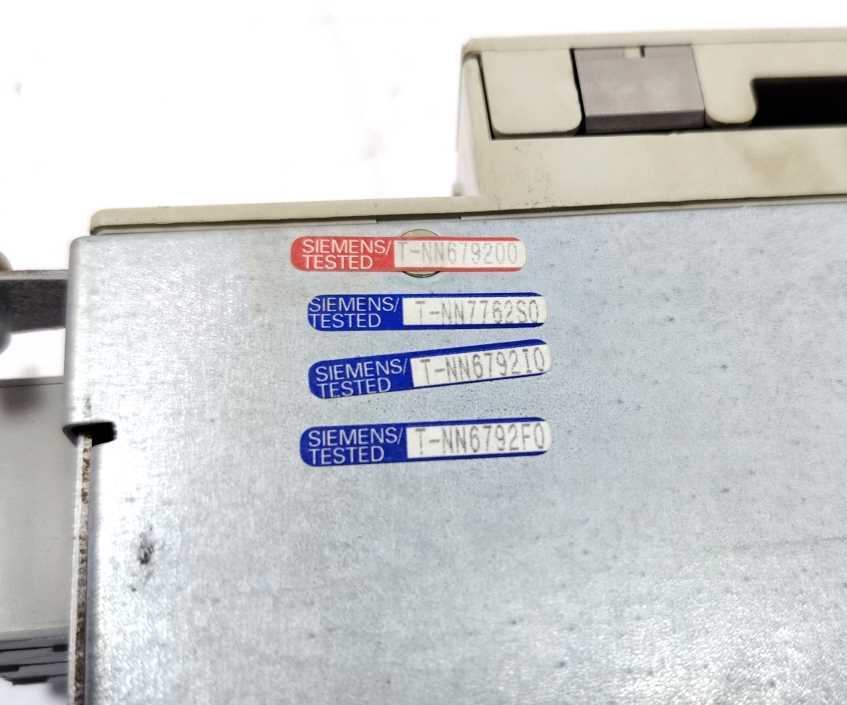 SIEMENS/
TESTED T-NN679200
SIEMENS/
TESTED T-NN7762S0
SIEMENS/
TESTED T-NN6792I0
SIEMENS/
TESTED T-NN6792F0